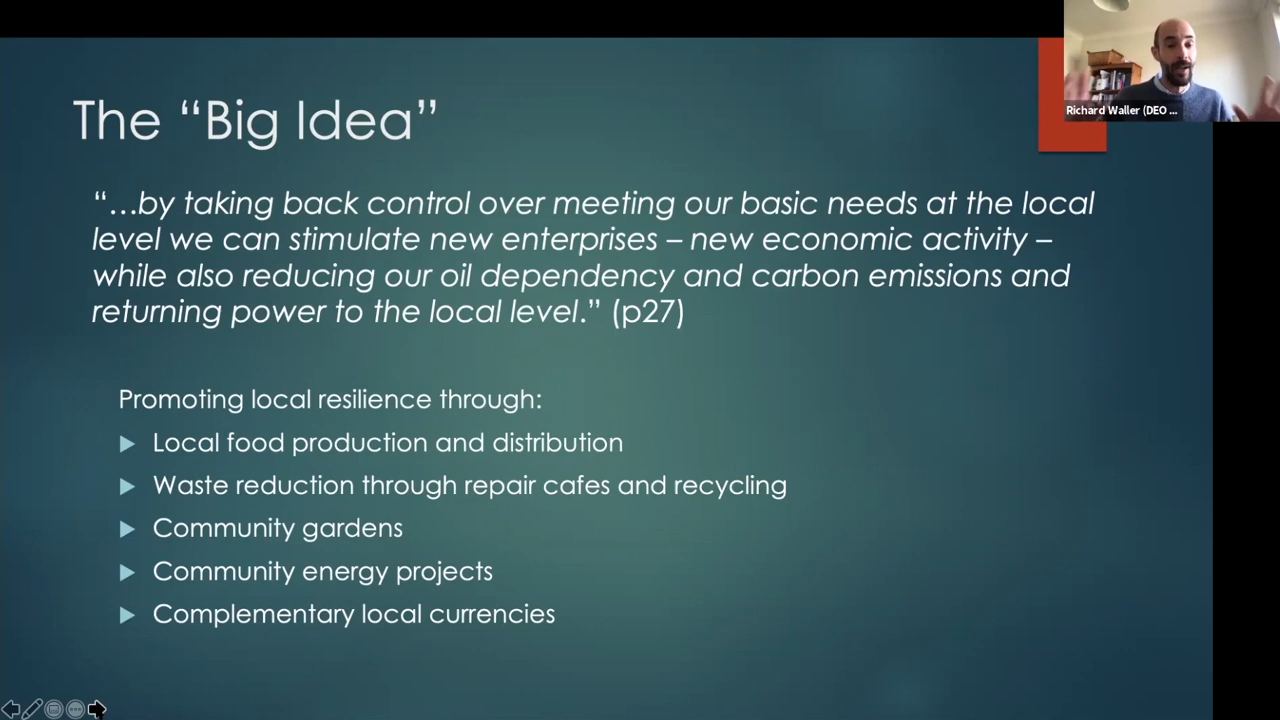 The “Big Idea”
Richard Waller (DEO ...
“…by taking back control over meeting our basic needs at the local
level we can stimulate new enterprises – new economic activity –
while also reducing our oil dependency and carbon emissions and
returning power to the local level.” (p27)
Promoting local resilience through:
Local food production and distribution
Waste reduction through repair cafes and recycling
Community gardens
Community energy projects
Complementary local currencies